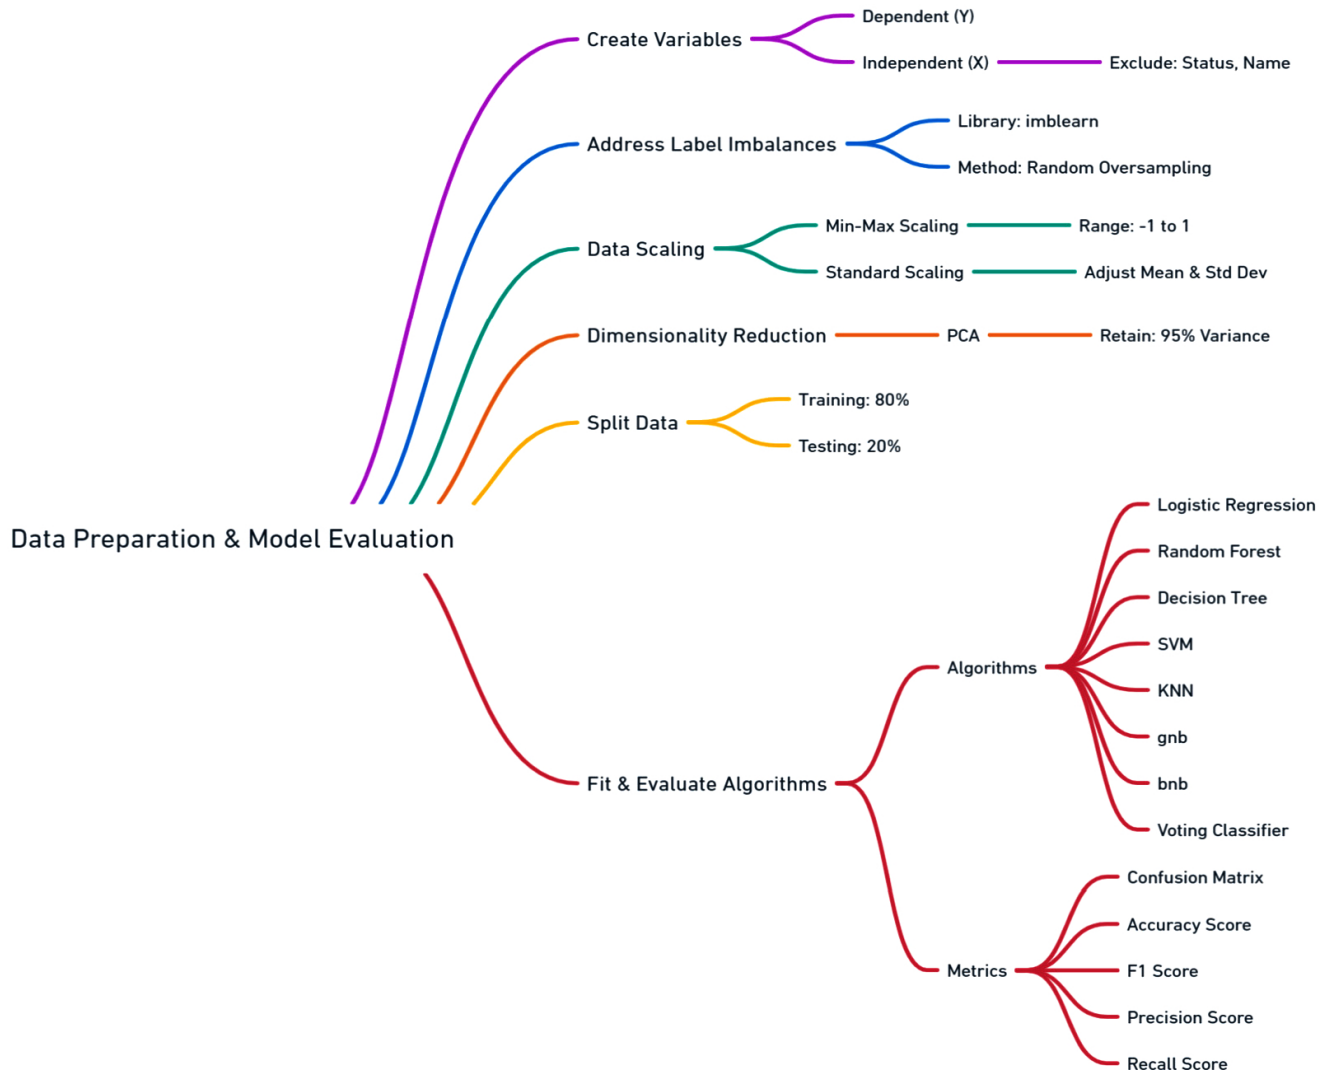 Data Preparation & Model Evaluation
Create Variables
Dependent (Y)
Independent (X)
Exclude: Status, Name
Address Label Imbalances
Library: imblearn
Method: Random Oversampling
Data Scaling
Min-Max Scaling
Range: -1 to 1
Standard Scaling
Adjust Mean & Std Dev
Dimensionality Reduction
PCA
Retain: 95% Variance
Split Data
Training: 80%
Testing: 20%
Fit & Evaluate Algorithms
Algorithms
Logistic Regression
Random Forest
Decision Tree
SVM
KNN
gnb
bnb
Voting Classifier
Metrics
Confusion Matrix
Accuracy Score
F1 Score
Precision Score
Recall Score